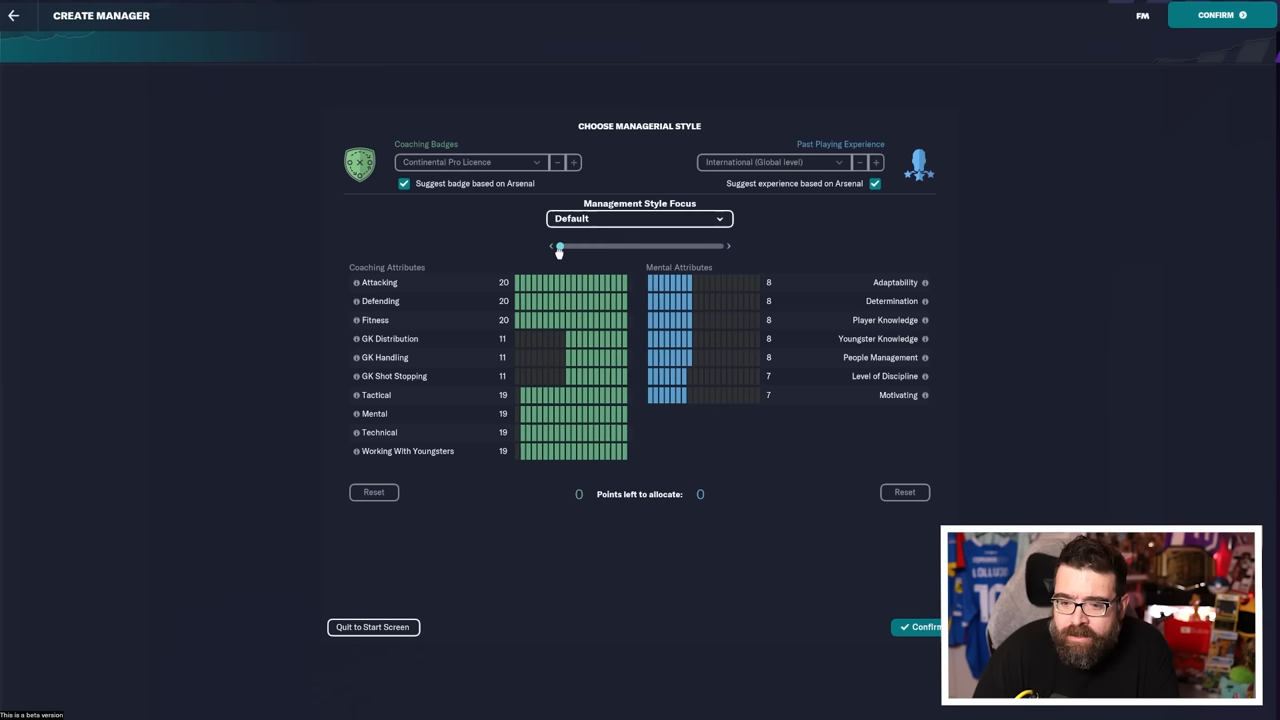 CREATE MANAGER
FM
CONFIRM
CHOOSE MANAGERIAL STYLE
Coaching Badges
Past Playing Experience
Continental Pro Licence
International (Global level)
Suggest badge based on Arsenal
Suggest experience based on Arsenal
Management Style Focus
Default
Coaching Attributes
Mental Attributes
Attacking 20
8 Adaptability
Defending 20
8 Determination
Fitness 20
8 Player Knowledge
GK Distribution 11
8 Youngster Knowledge
GK Handling 11
8 People Management
GK Shot Stopping 11
7 Level of Discipline
Tactical 19
7 Motivating
Mental 19
Technical 19
Working With Youngsters 19
Reset
0 Points left to allocate: 0
Reset
Quit to Start Screen
Confirm
This is a beta version